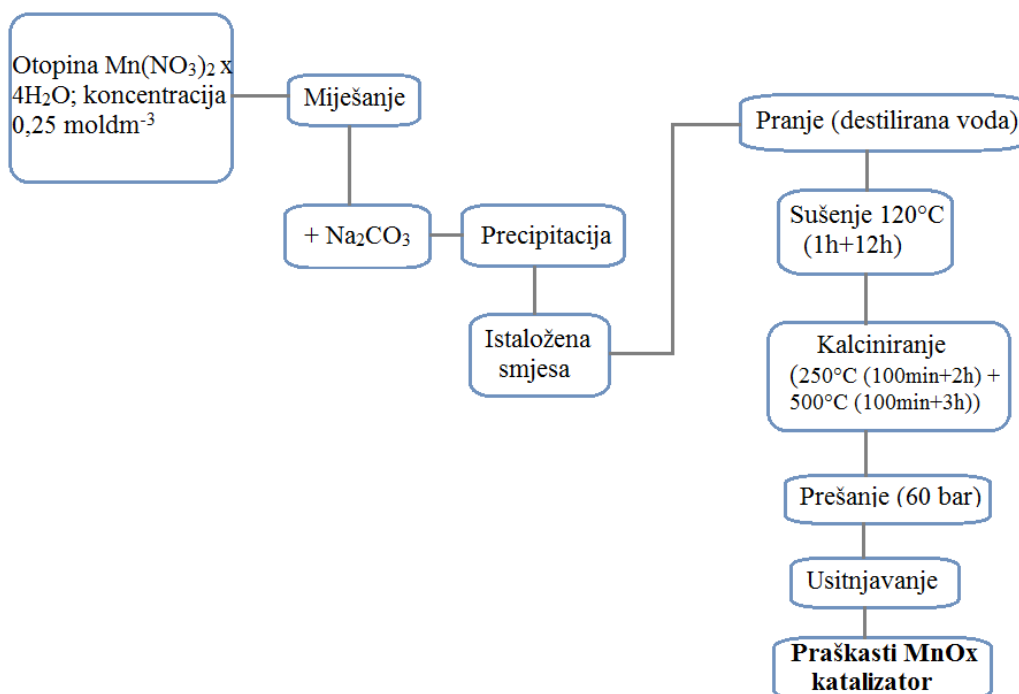 Otopina Mn(NO₃)₂ x
4H₂O; koncentracija
0,25 moldm⁻³
Miješanje
+ Na₂CO₃
Precipitacija
Istaložena
smjesa
Pranje (destilirana voda)
Sušenje 120°C
(1h+12h)
Kalciniranje
(250°C (100min+2h) +
500°C (100min+3h))
Prešanje (60 bar)
Usitnjavanje
Praškasti MnOx
katalizator